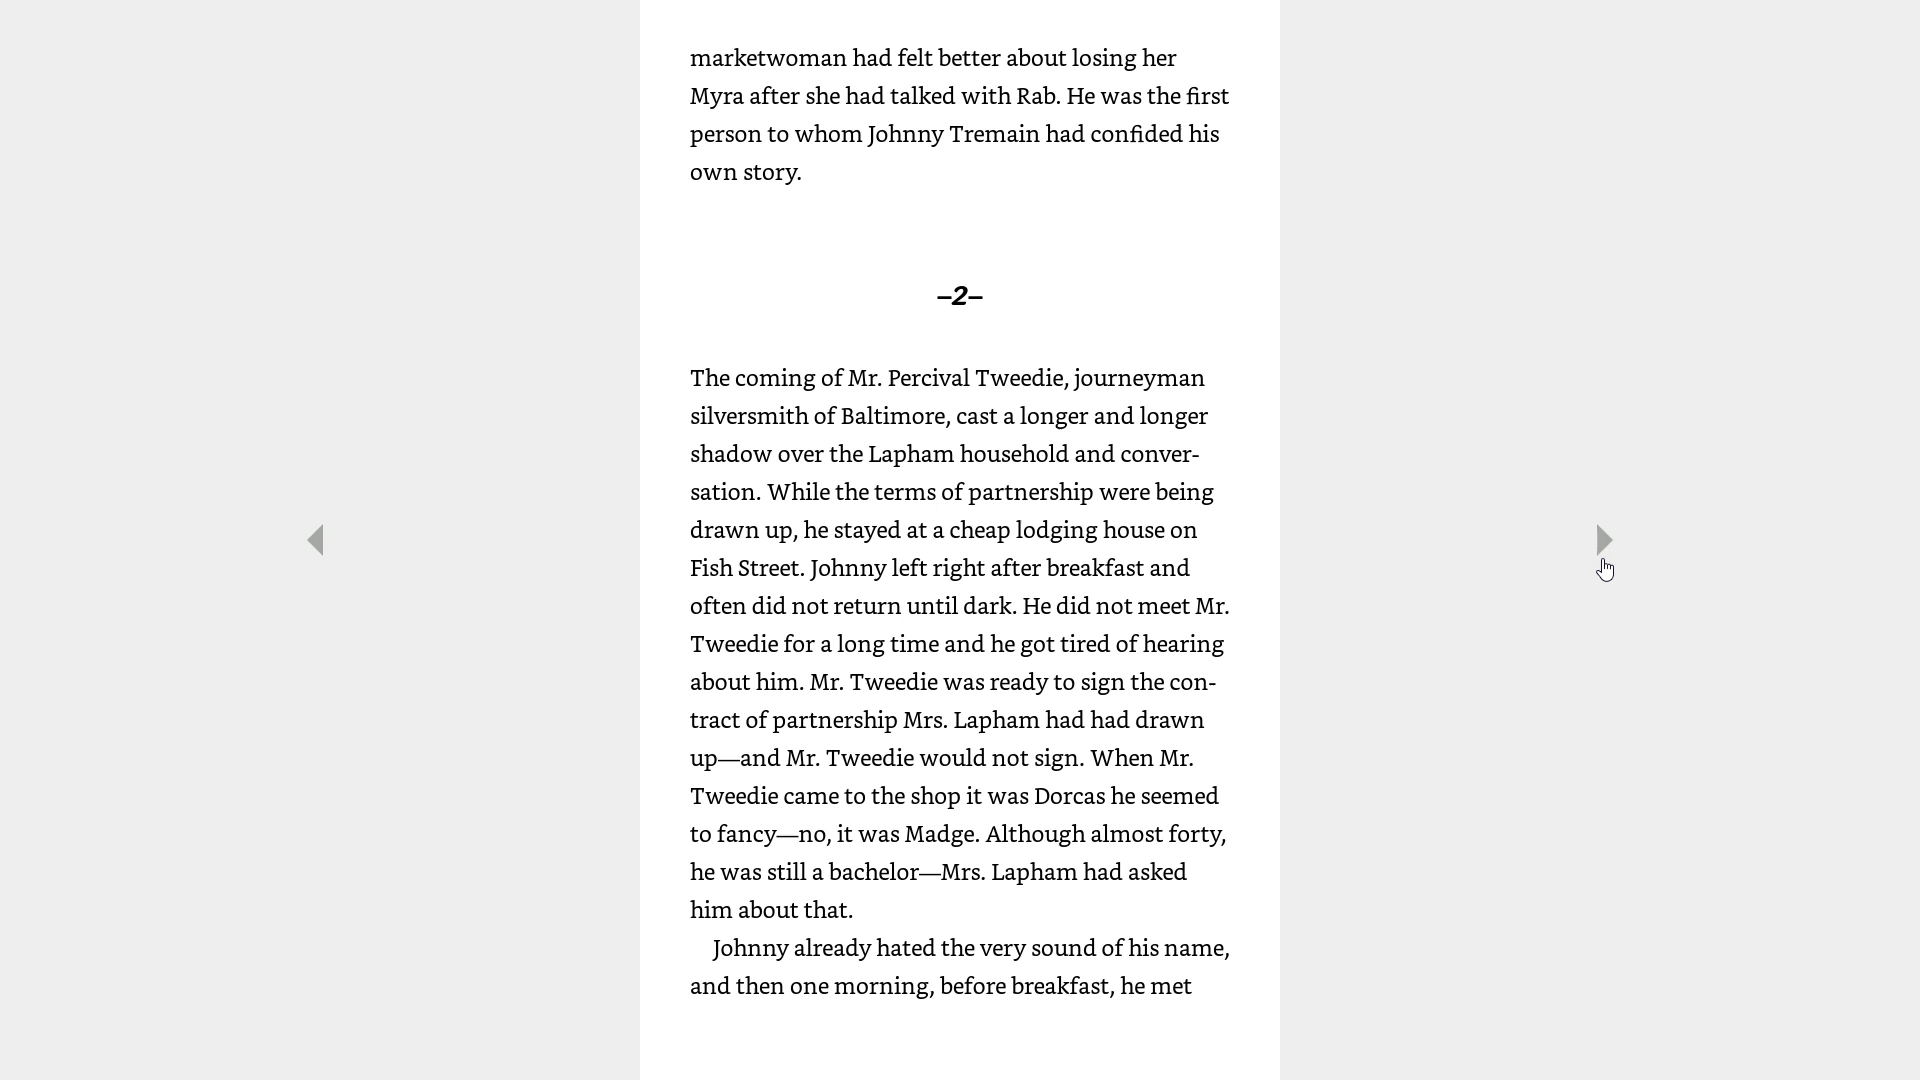 marketwoman had felt better about losing her
Myra after she had talked with Rab. He was the first
person to whom Johnny Tremain had confided his
own story.
–2–
The coming of Mr. Percival Tweedie, journeyman
silversmith of Baltimore, cast a longer and longer
shadow over the Lapham household and conver-
sation. While the terms of partnership were being
drawn up, he stayed at a cheap lodging house on
Fish Street. Johnny left right after breakfast and
often did not return until dark. He did not meet Mr.
Tweedie for a long time and he got tired of hearing
about him. Mr. Tweedie was ready to sign the con-
tract of partnership Mrs. Lapham had had drawn
up—and Mr. Tweedie would not sign. When Mr.
Tweedie came to the shop it was Dorcas he seemed
to fancy—no, it was Madge. Although almost forty,
he was still a bachelor—Mrs. Lapham had asked
him about that.
Johnny already hated the very sound of his name,
and then one morning, before breakfast, he met